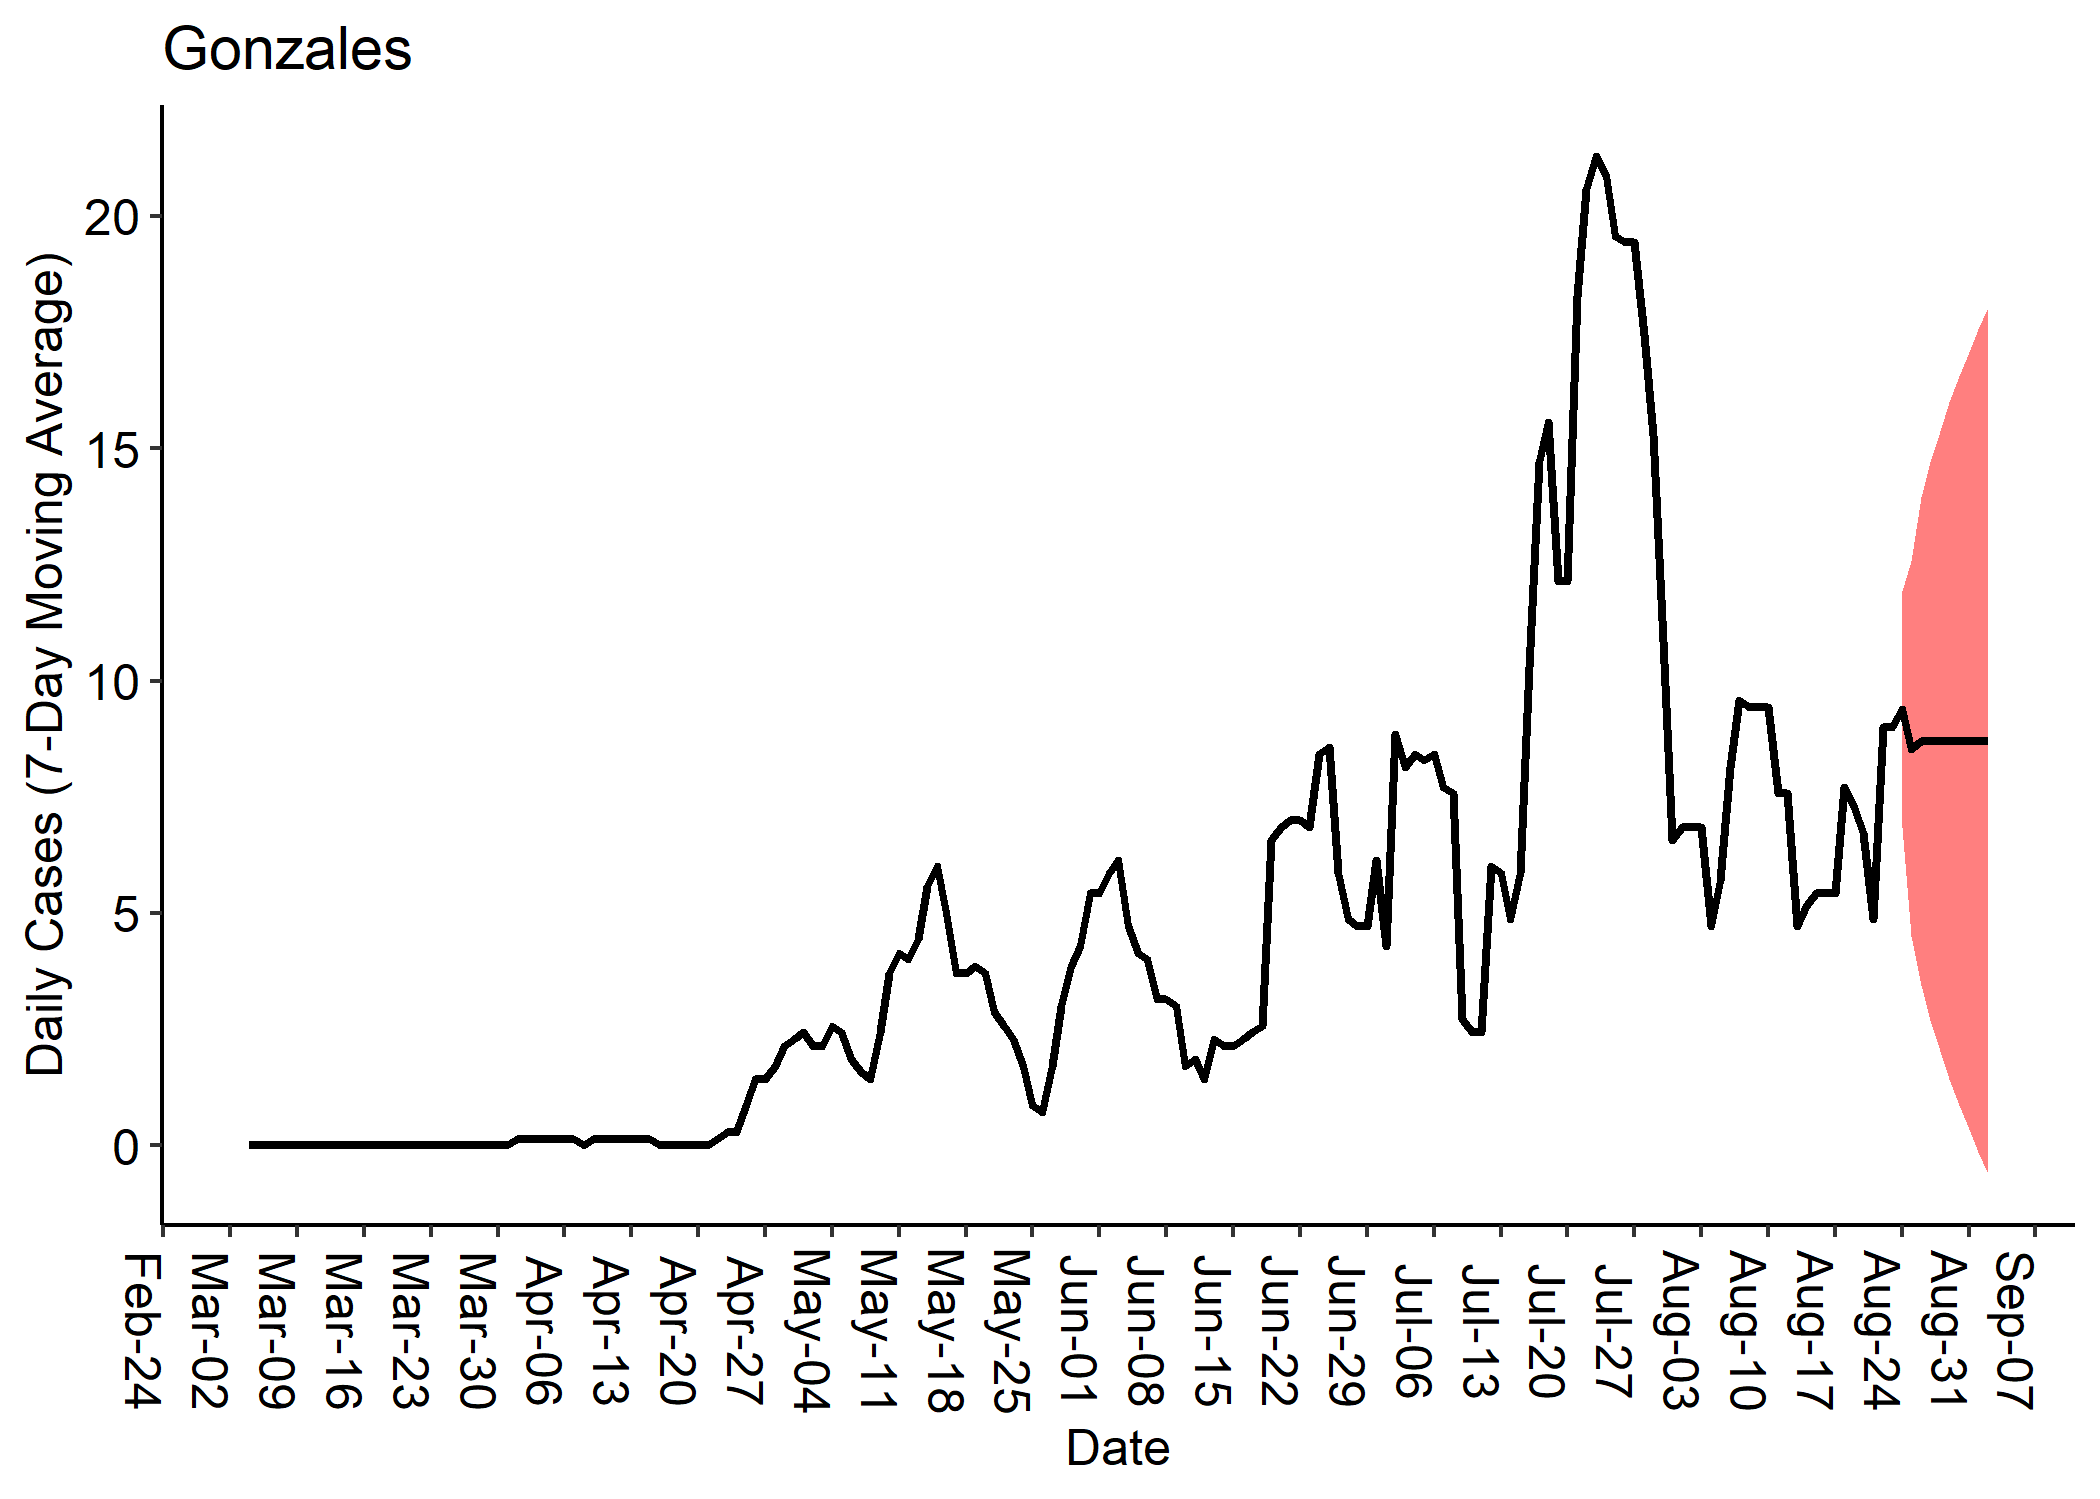 Gonzales
Daily Cases (7-Day Moving Average)
20
15
10
5
0
Feb-24
Mar-02
Mar-09
Mar-16
Mar-23
Mar-30
Apr-06
Apr-13
Apr-20
Apr-27
May-04
May-11
May-18
May-25
Jun-01
Jun-08
Jun-15
Jun-22
Jun-29
Jul-06
Jul-13
Jul-20
Jul-27
Aug-03
Aug-10
Aug-17
Aug-24
Aug-31
Sep-07
Date